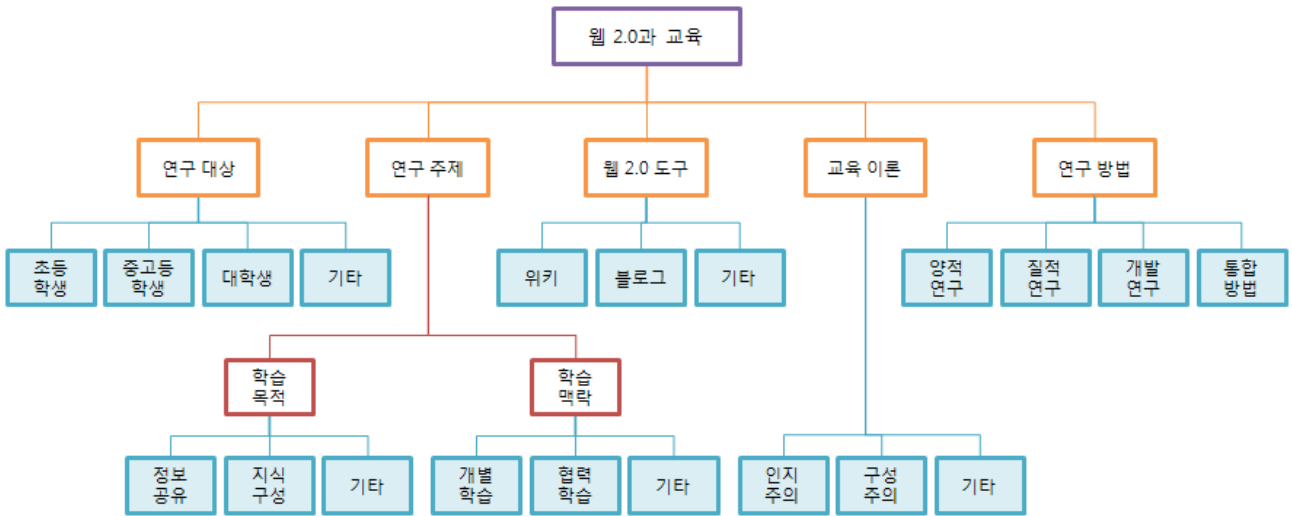 웹 2.0과 교육
연구 대상
연구 주제
웹 2.0 도구
교육 이론
연구 방법
초등
학생
중고등
학생
대학생
기타
위키
블로그
기타
양적
연구
질적
연구
개발
연구
통합
방법
학습
목적
학습
맥락
정보
공유
지식
구성
기타
개별
학습
협력
학습
기타
인지
주의
구성
주의
기타